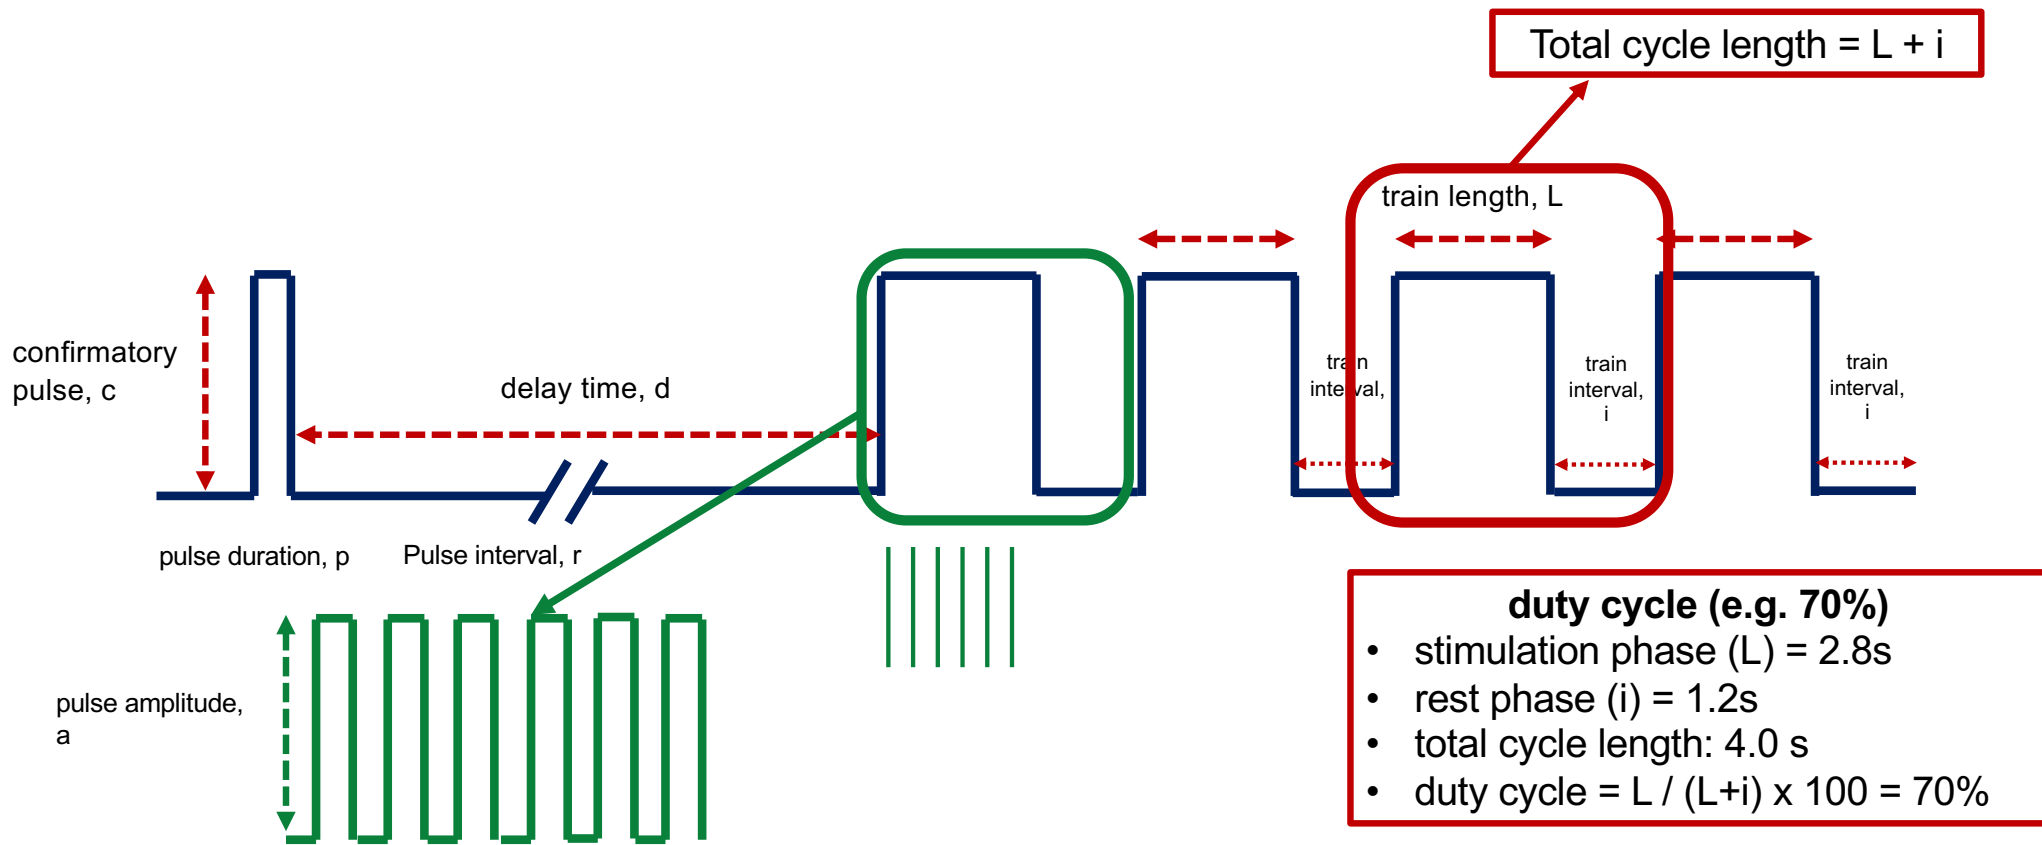 Total cycle length = L + i
train length, L
confirmatory
pulse, c
delay time, d
train
interval,
train
interval,
i
train
interval,
i
pulse duration, p
Pulse interval, r
pulse amplitude,
a
duty cycle (e.g. 70%)
• stimulation phase (L) = 2.8s
• rest phase (i) = 1.2s
• total cycle length: 4.0 s
• duty cycle = L / (L+i) x 100 = 70%